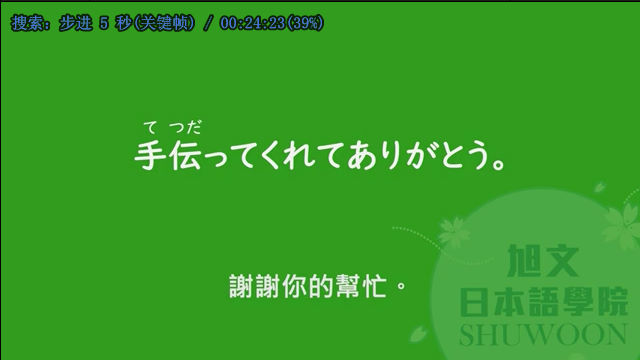 搜索: 步进 5 秒(关键帧) / 00:24:23(39%)
て つだ
手伝ってくれてありがとう。
謝謝你的幫忙。
旭文
日本語學院
SHUWOON